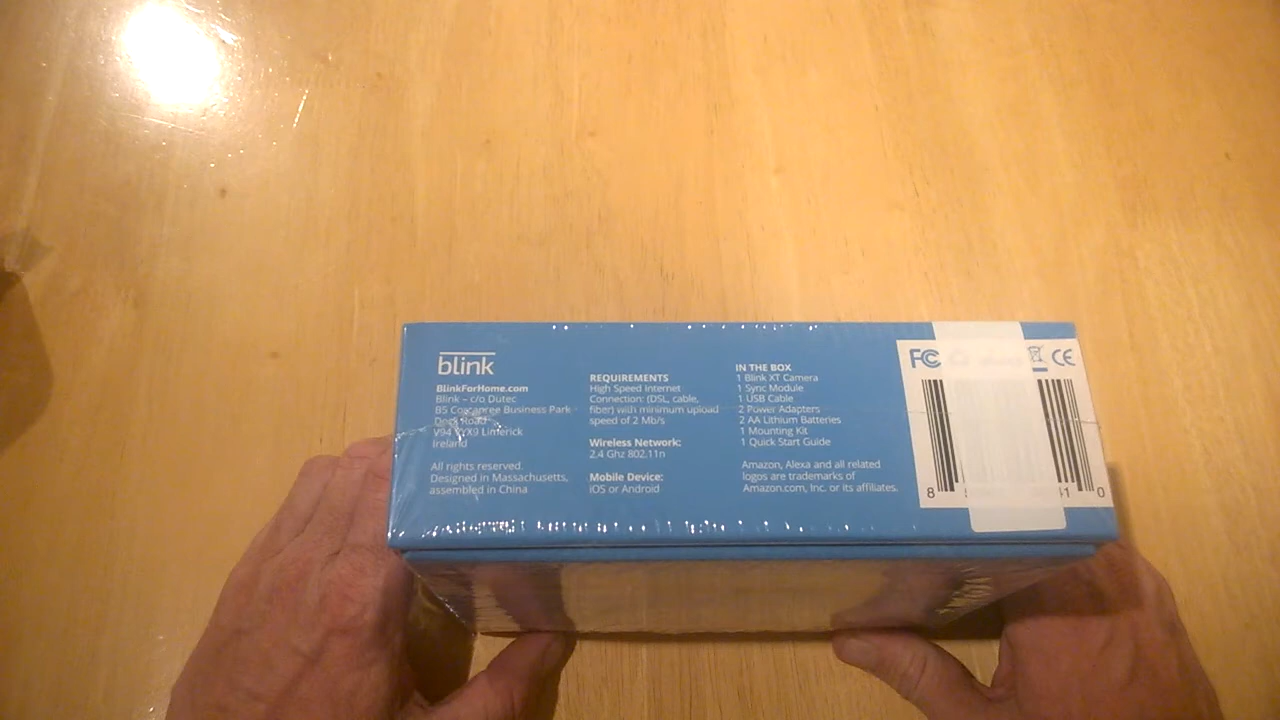 blink
BlinkForHome.com
Blink – c/o Dutec
B5 Business Park
Dock Road
V94 Limerick
Ireland
All rights reserved.
Designed in Massachusetts,
assembled in China
REQUIREMENTS
High Speed Internet
Connection: (DSL, cable,
fiber) with minimum upload
speed of 2 Mb/s
Wireless Network:
2.4 Ghz 802.11n
Mobile Device:
iOS or Android
IN THE BOX
1 Blink XT Camera
1 Sync Module
1 USB Cable
2 Power Adapters
2 AA Lithium Batteries
1 Mounting Kit
1 Quick Start Guide
Amazon, Alexa and all related
logos are trademarks of
Amazon.com, Inc. or its affiliates.
FC CE
8 41 0